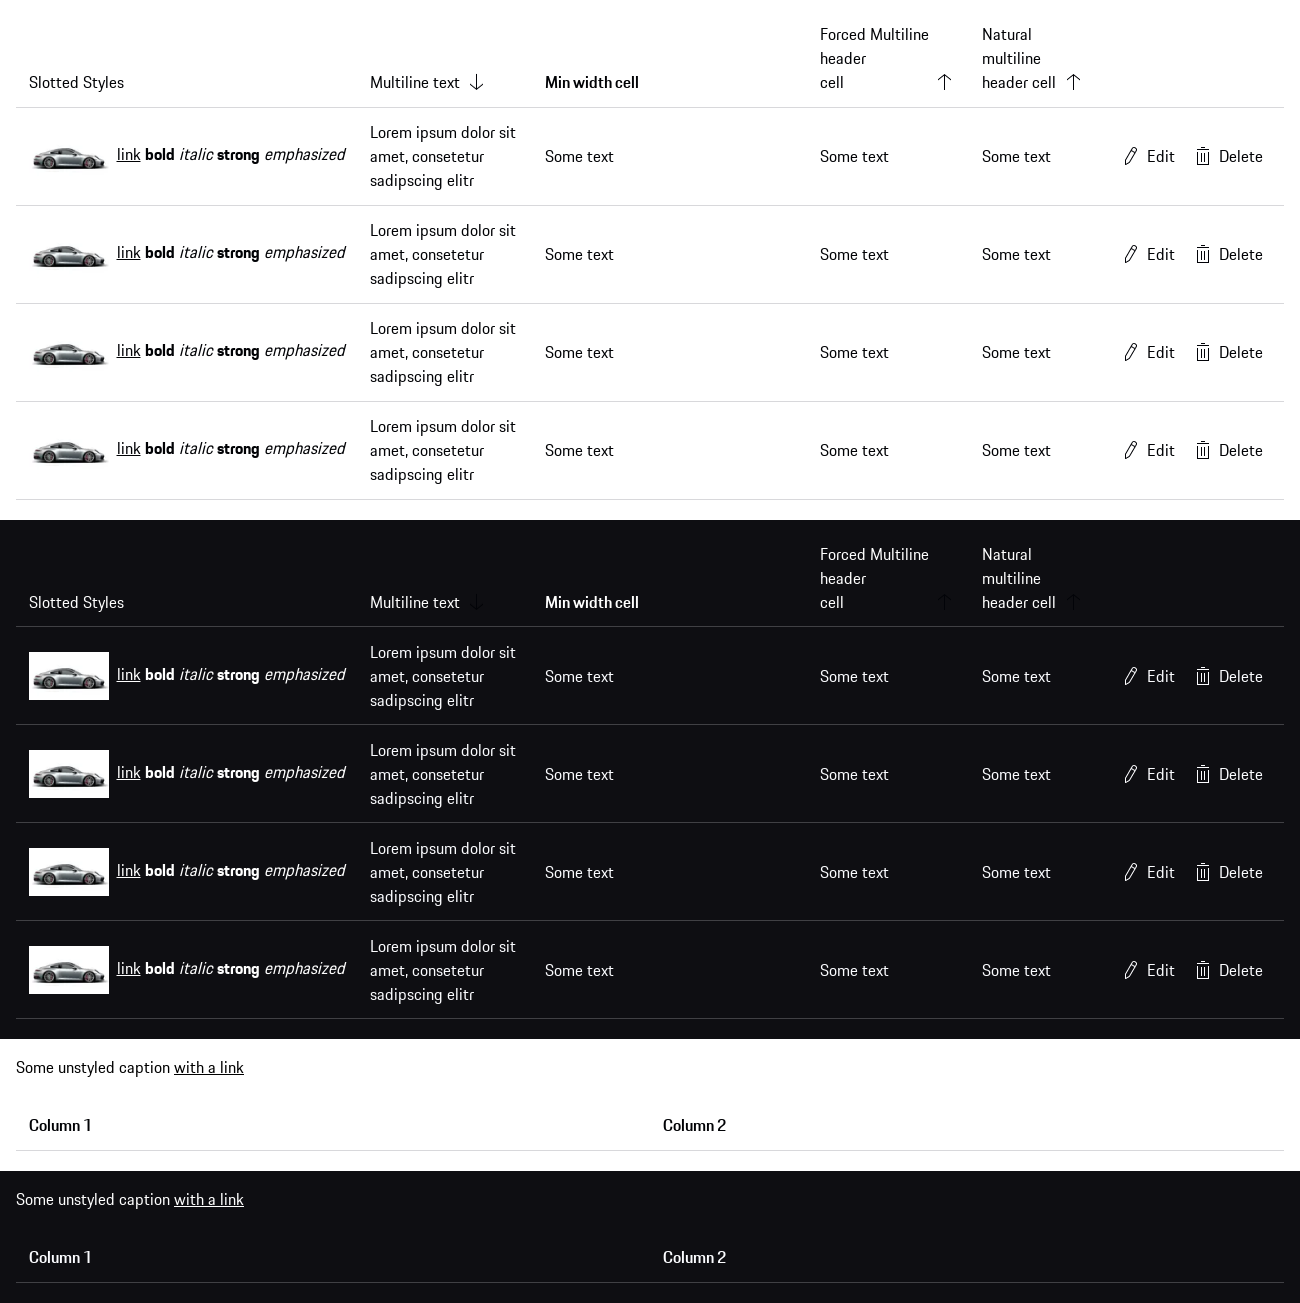 Slotted Styles
Multiline text
Min width cell
Forced Multiline
header
cell
Natural
multiline
header cell
link bold italic strong emphasized
Lorem ipsum dolor sit
amet, consetetur
sadipscing elitr
Some text
Some text
Some text
Edit
Delete
link bold italic strong emphasized
Lorem ipsum dolor sit
amet, consetetur
sadipscing elitr
Some text
Some text
Some text
Edit
Delete
link bold italic strong emphasized
Lorem ipsum dolor sit
amet, consetetur
sadipscing elitr
Some text
Some text
Some text
Edit
Delete
link bold italic strong emphasized
Lorem ipsum dolor sit
amet, consetetur
sadipscing elitr
Some text
Some text
Some text
Edit
Delete
Slotted Styles
Multiline text
Min width cell
Forced Multiline
header
cell
Natural
multiline
header cell
link bold italic strong emphasized
Lorem ipsum dolor sit
amet, consetetur
sadipscing elitr
Some text
Some text
Some text
Edit
Delete
link bold italic strong emphasized
Lorem ipsum dolor sit
amet, consetetur
sadipscing elitr
Some text
Some text
Some text
Edit
Delete
link bold italic strong emphasized
Lorem ipsum dolor sit
amet, consetetur
sadipscing elitr
Some text
Some text
Some text
Edit
Delete
link bold italic strong emphasized
Lorem ipsum dolor sit
amet, consetetur
sadipscing elitr
Some text
Some text
Some text
Edit
Delete
Some unstyled caption with a link
Column 1
Column 2
Some unstyled caption with a link
Column 1
Column 2